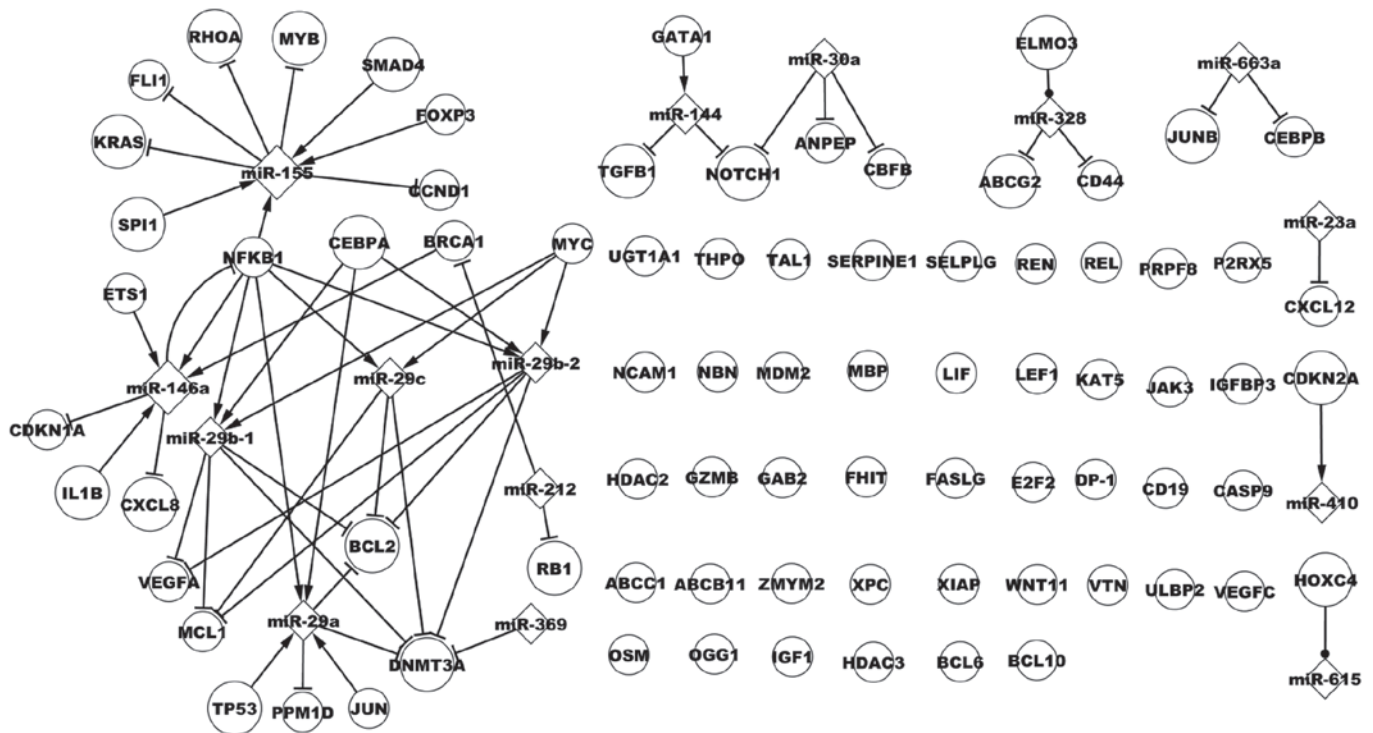 RHOA
MYB
SMAD4
FLI1
FOXP3
KRAS
miR-155
CCND1
SPI1
GATA1
miR-30a
ELMO3
miR-663a
miR-144
miR-328
JUNB
CEBPB
ANPEP
TGFB1
NOTCH1
CBFB
ABCG2
CD44
NFKB1
CEBPA
BRCA1
MYC
ETS1
miR-146a
miR-29c
miR-29b-2
CDKN1A
miR-29b-1
IL1B
CXCL8
miR-212
BCL2
RB1
VEGFA
MCL1
miR-29a
miR-369
DNMT3A
TP53
PPM1D
JUN
miR-23a
UGT1A1 THPO TAL1 SERPINE1 SELPLG REN REL PRPF8 P2RX5
CXCL12
NCAM1 NBN MDM2 MBP LIF LEF1 KAT5 JAK3 IGFBP3 CDKN2A
HDAC2 GZMB GAB2 FHIT FASLG E2F2 DP-1 CD19 CASP9
miR-410
ABCC1 ABCB11 ZMYM2 XPC XIAP WNT11 VTN ULBP2 VEGFC HOXC4
OSM OGG1 IGF1 HDAC3 BCL6 BCL10
miR-615